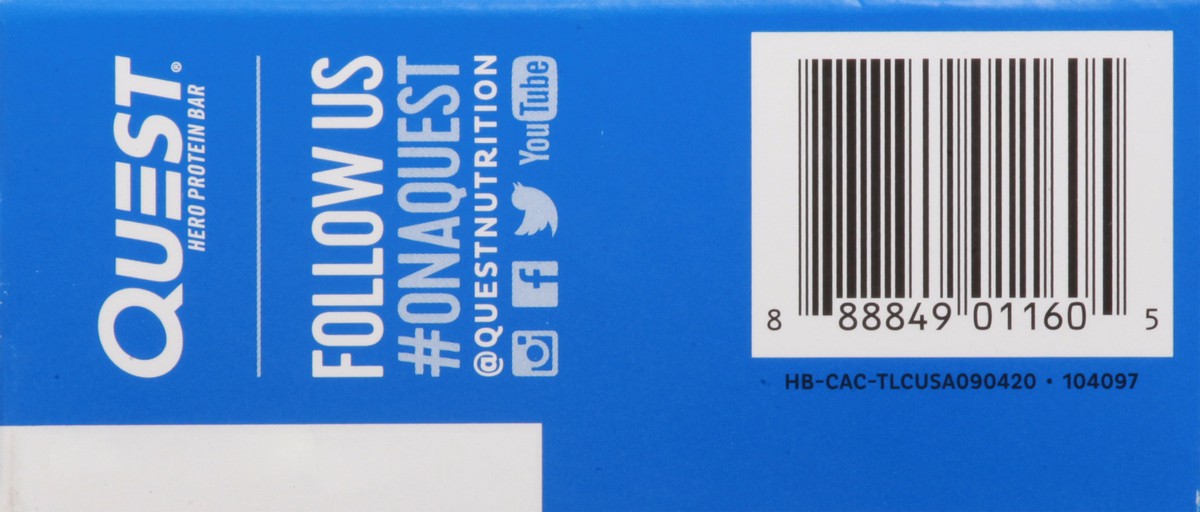 QUEST®
HERO PROTEIN BAR
FOLLOW US
#ONAQUEST
@QUESTNUTRITION
YouTube
8 88849 01160 5
HB-CAC-TLCUSA090420 • 104097